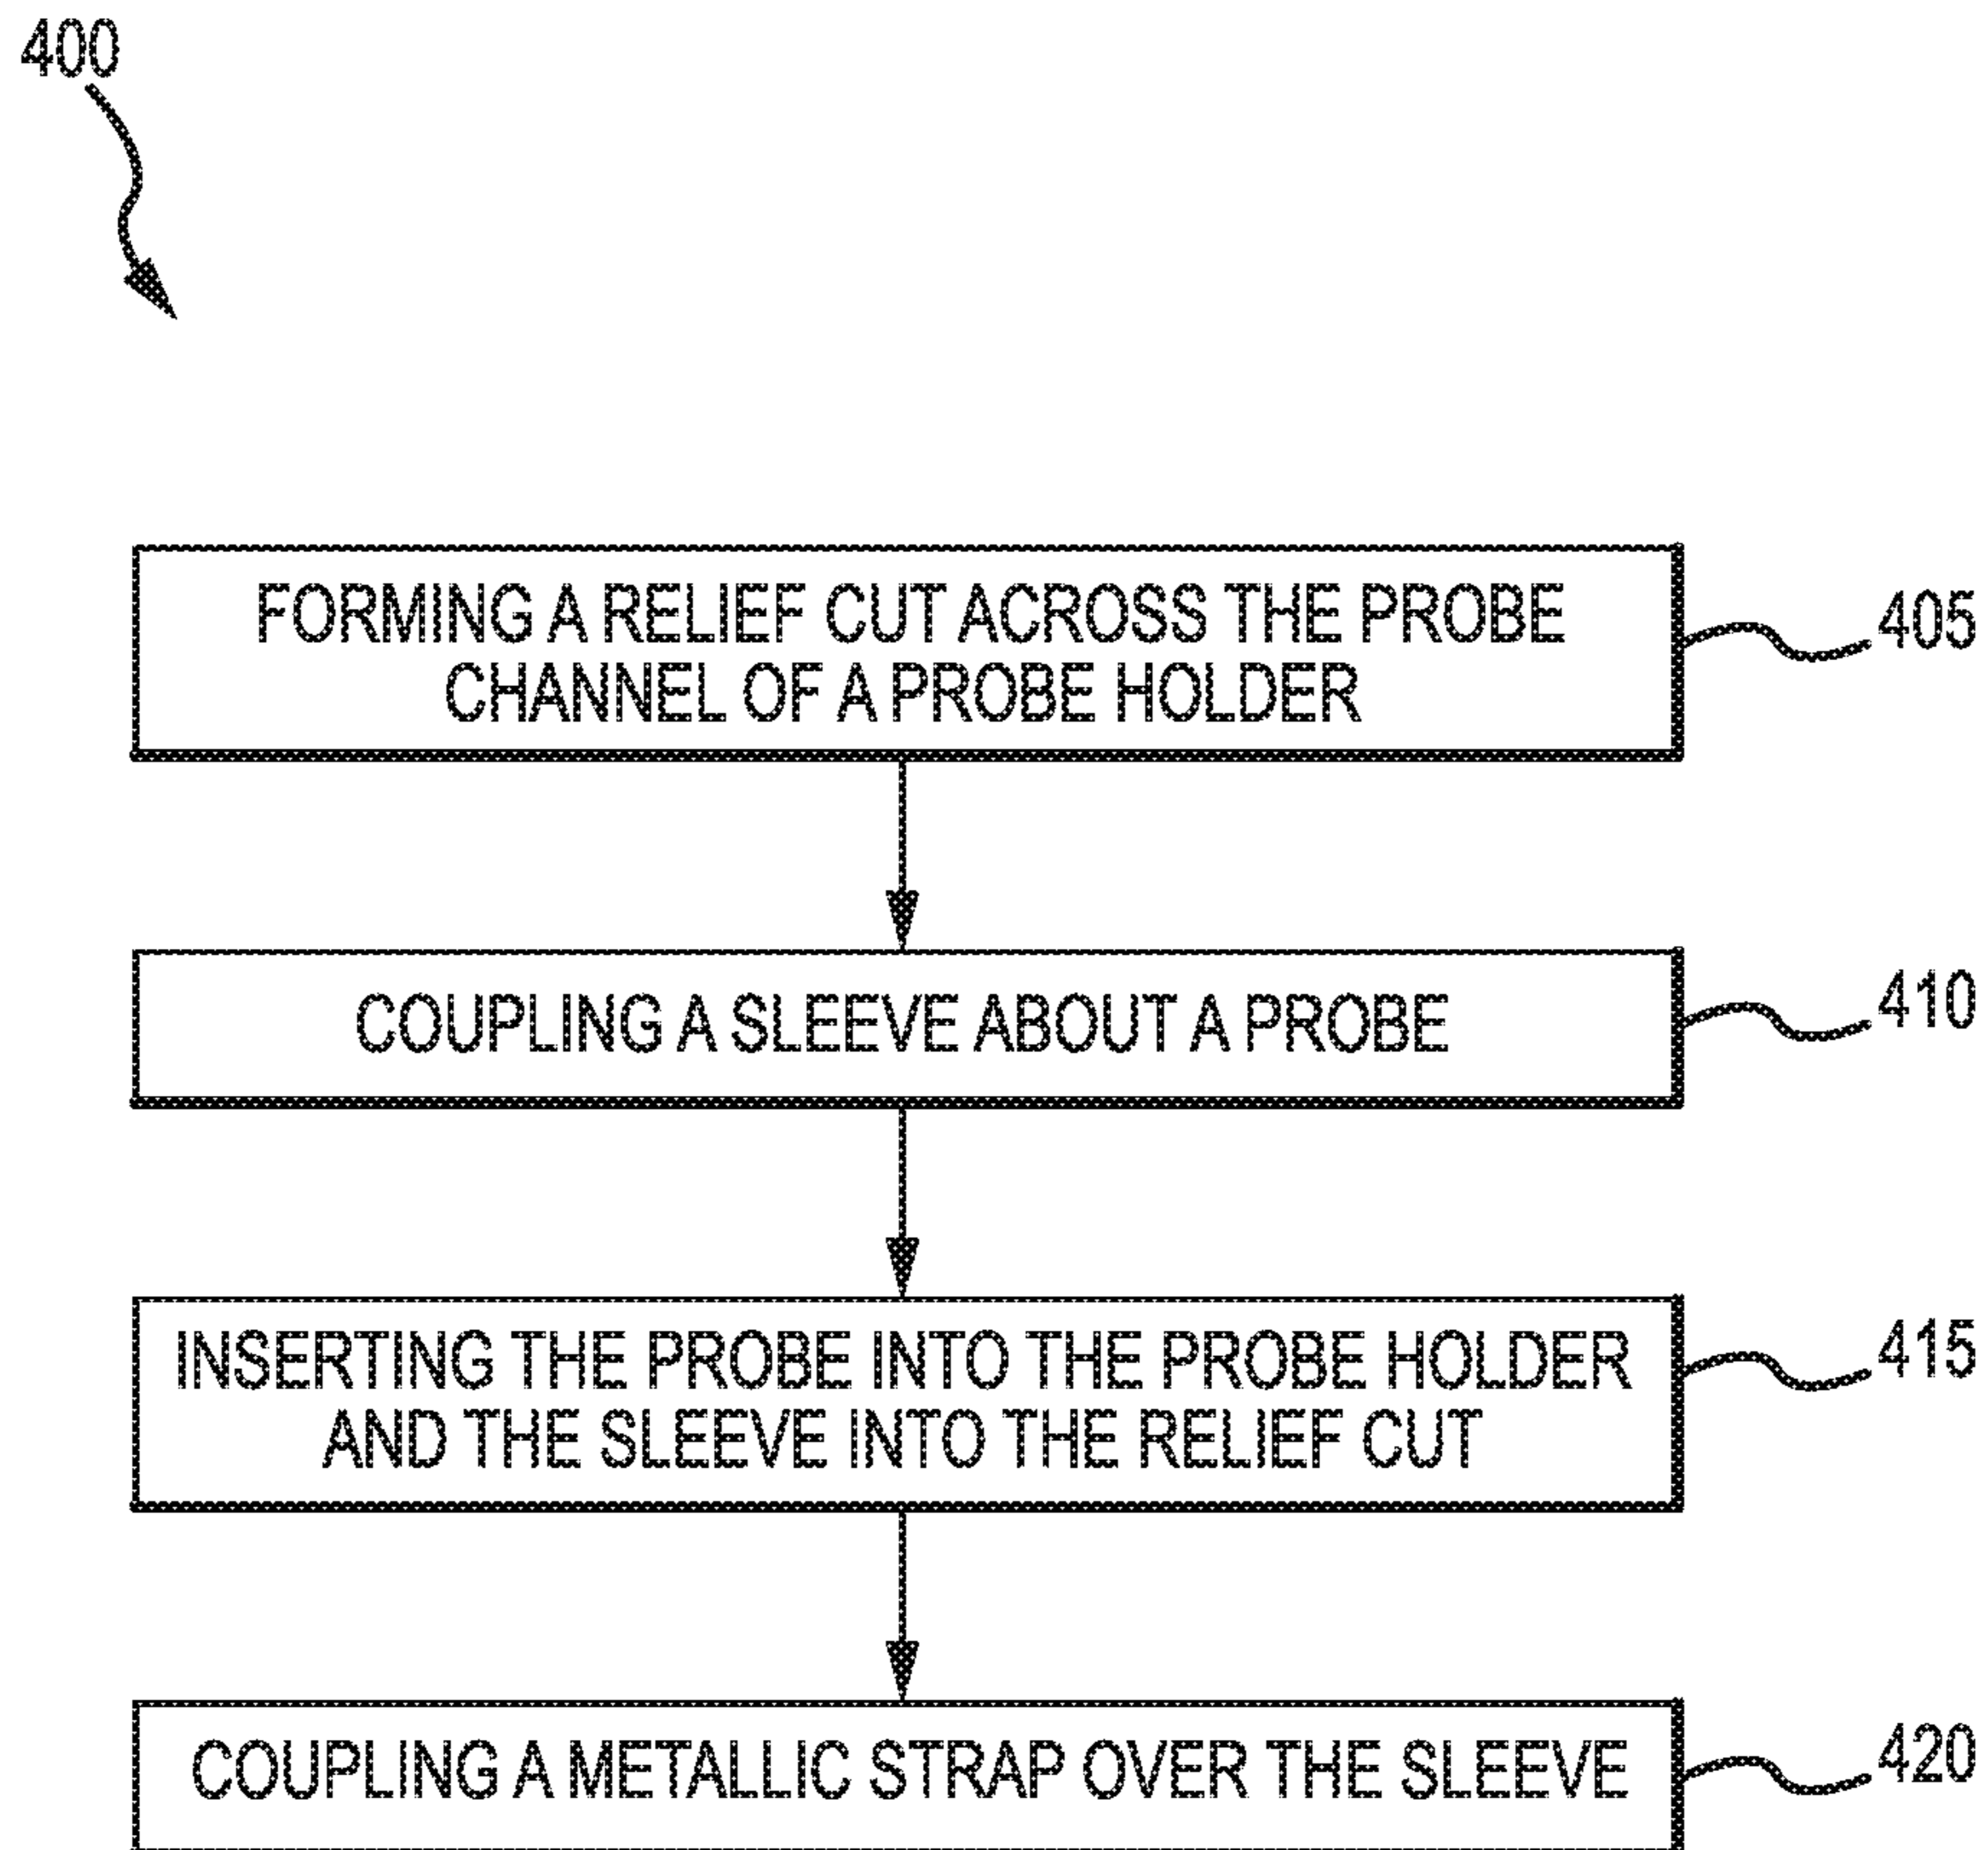 400
FORMING A RELIEF CUT ACROSS THE PROBE
CHANNEL OF A PROBE HOLDER
405
COUPLING A SLEEVE ABOUT A PROBE
410
INSERTING THE PROBE INTO THE PROBE HOLDER
AND THE SLEEVE INTO THE RELIEF CUT
415
COUPLING A METALLIC STRAP OVER THE SLEEVE
420